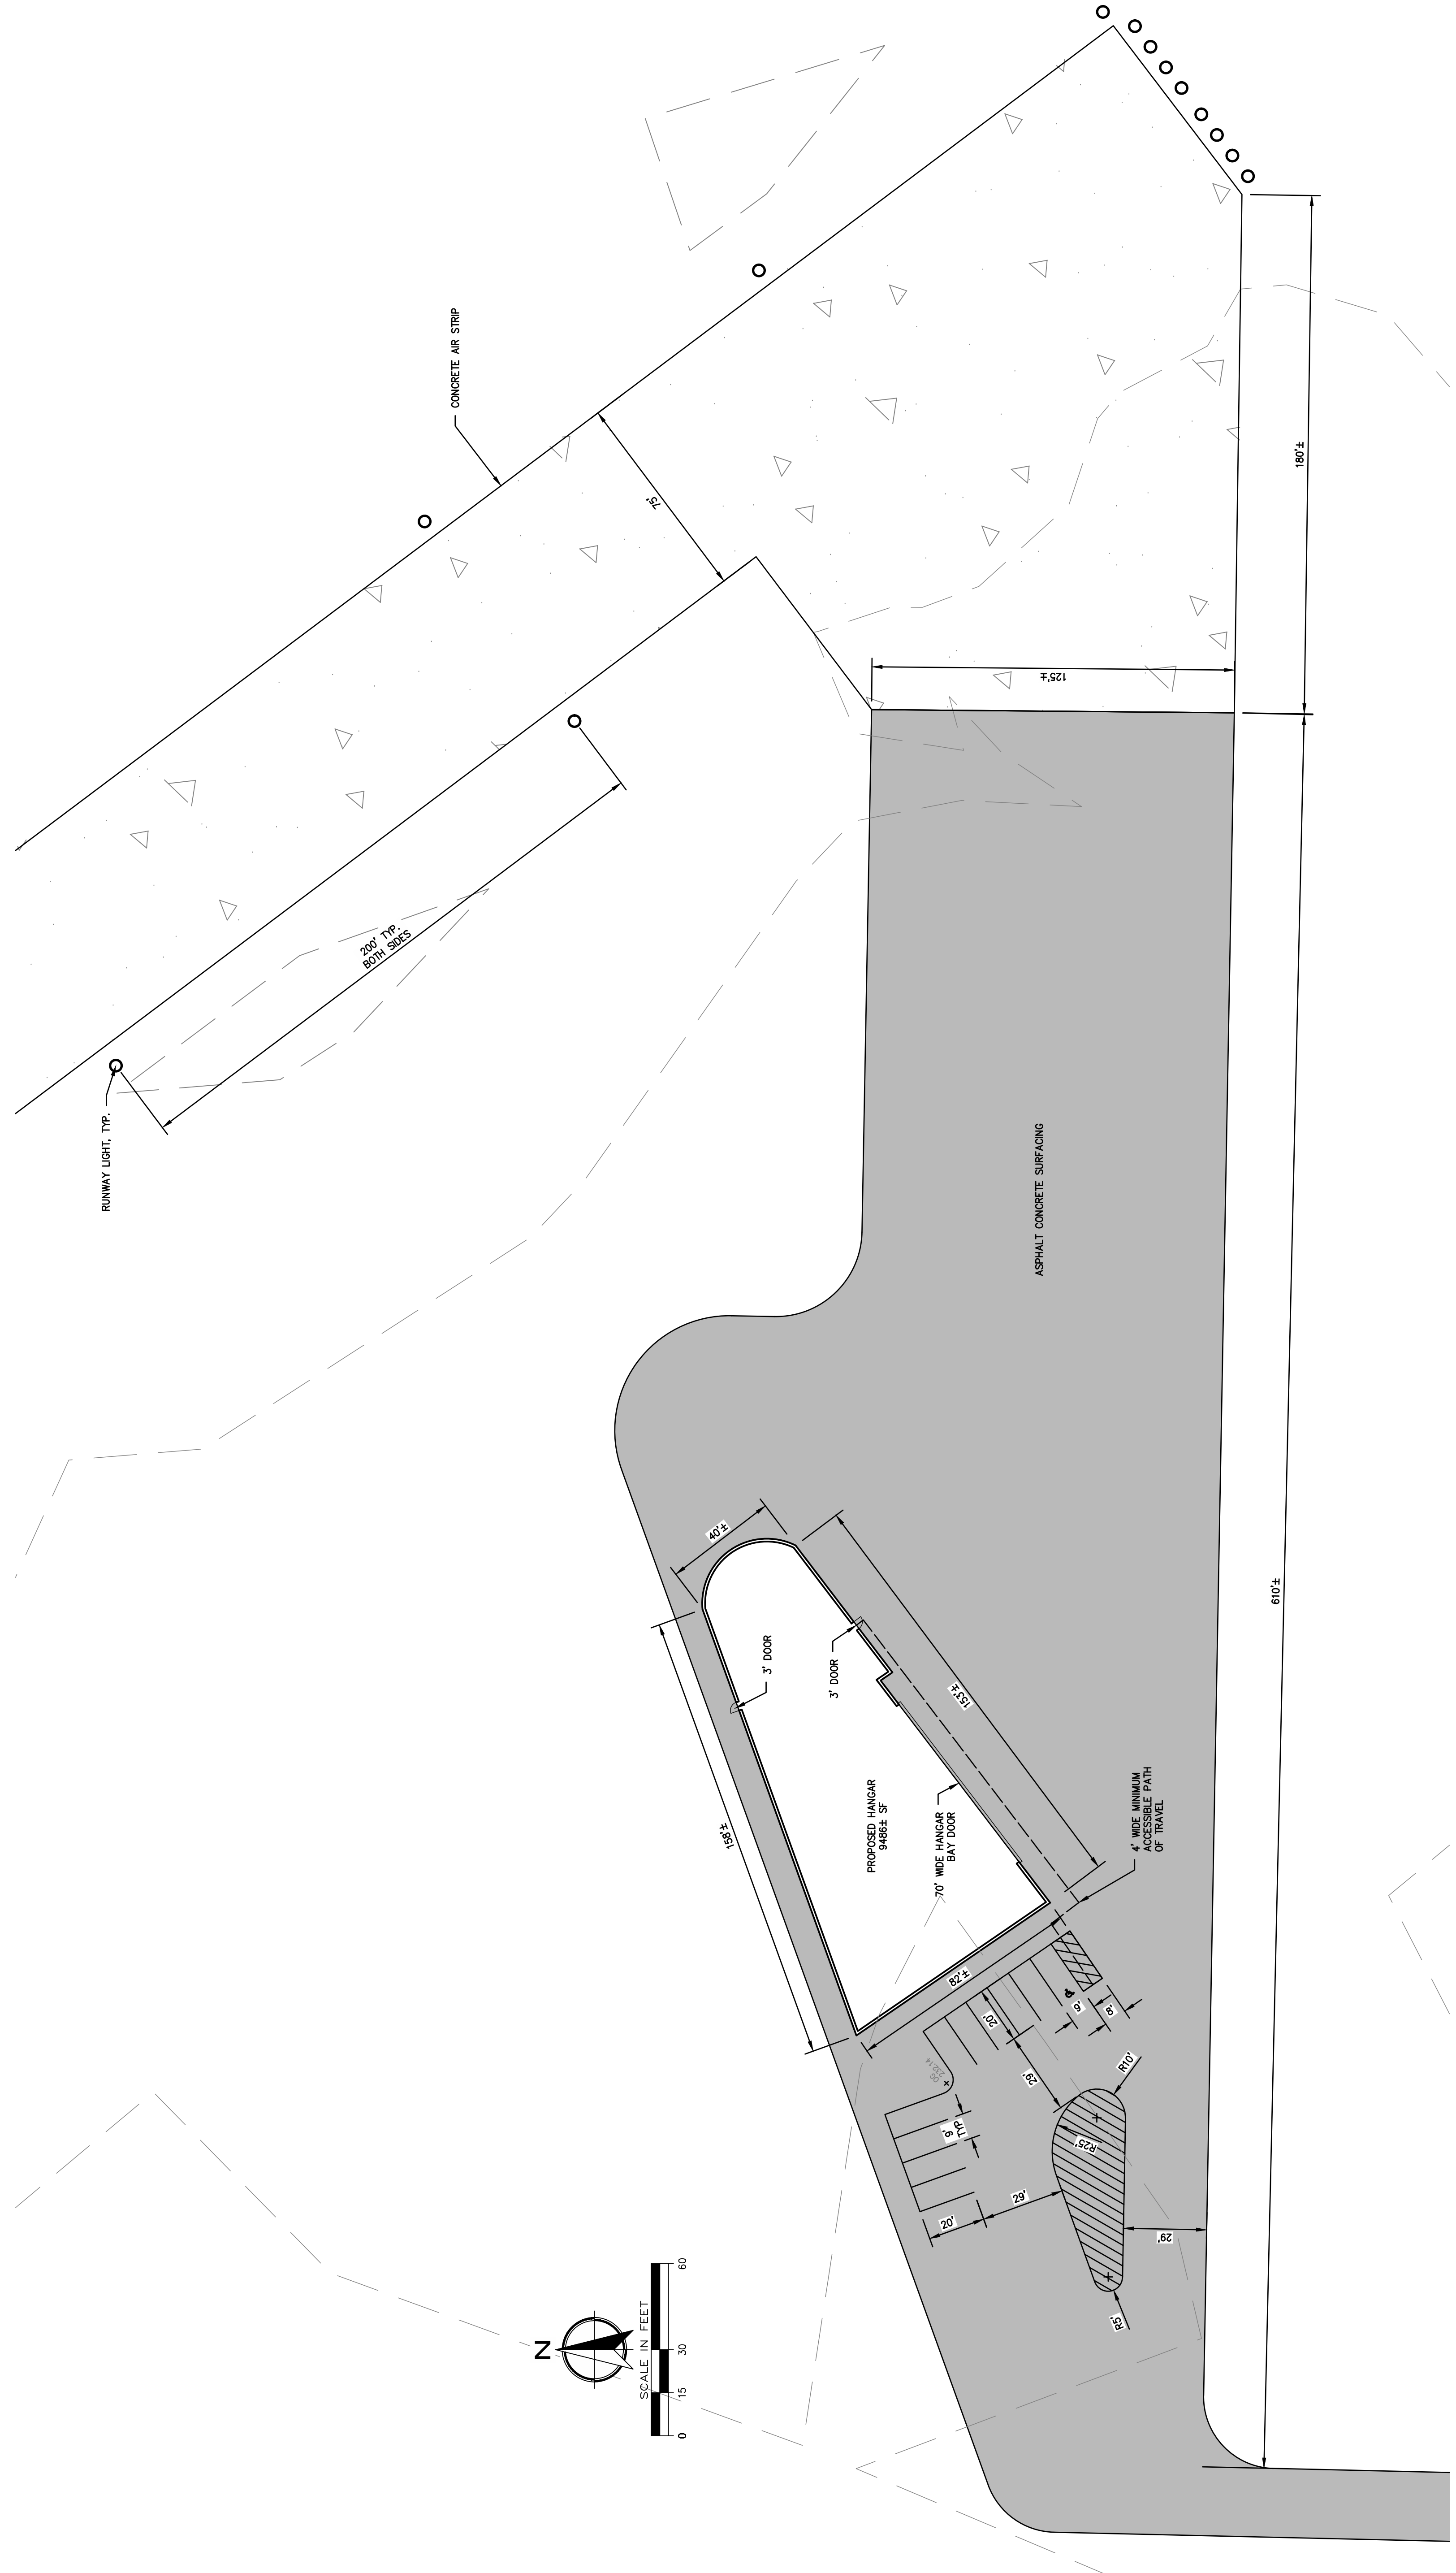 CONCRETE AIR STRIP
75'
180'±
125'±
200' TYP.
BOTH SIDES
RUNWAY LIGHT, TYP.
ASPHALT CONCRETE SURFACING
610'±
40'±
3' DOOR
3' DOOR
153'±
158'±
PROPOSED HANGAR
9486± SF
70' WIDE HANGAR
BAY DOOR
4' WIDE MINIMUM
ACCESSIBLE PATH
OF TRAVEL
82'±
20'
9'
8'
29'
DG
232.14
9'
TYP
R10'
R25'
20'
29'
29'
R5'
N
SCALE IN FEET
0 15 30 60